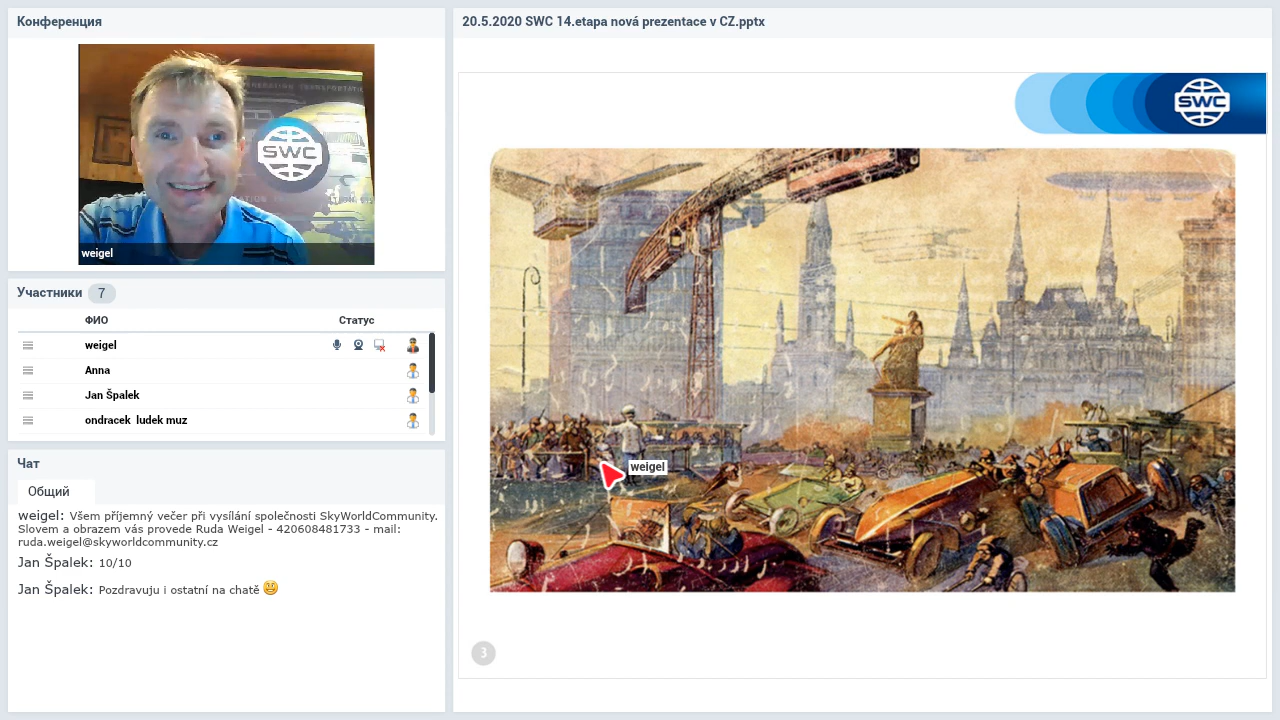 Конференция
SWC
weigel
Участники 7
ФИО Статус
weigel
Anna
Jan Špalek
ondracek ludek muz
Чат
Общий
weigel: Všem příjemný večer při vysílání společnosti SkyWorldCommunity.
Slovem a obrazem vás provede Ruda Weigel - 420608481733 - mail:
ruda.weigel@skyworldcommunity.cz
Jan Špalek: 10/10
Jan Špalek: Pozdravuju i ostatní na chatě
20.5.2020 SWC 14.etapa nová prezentace v CZ.pptx
SWC
weigel
3